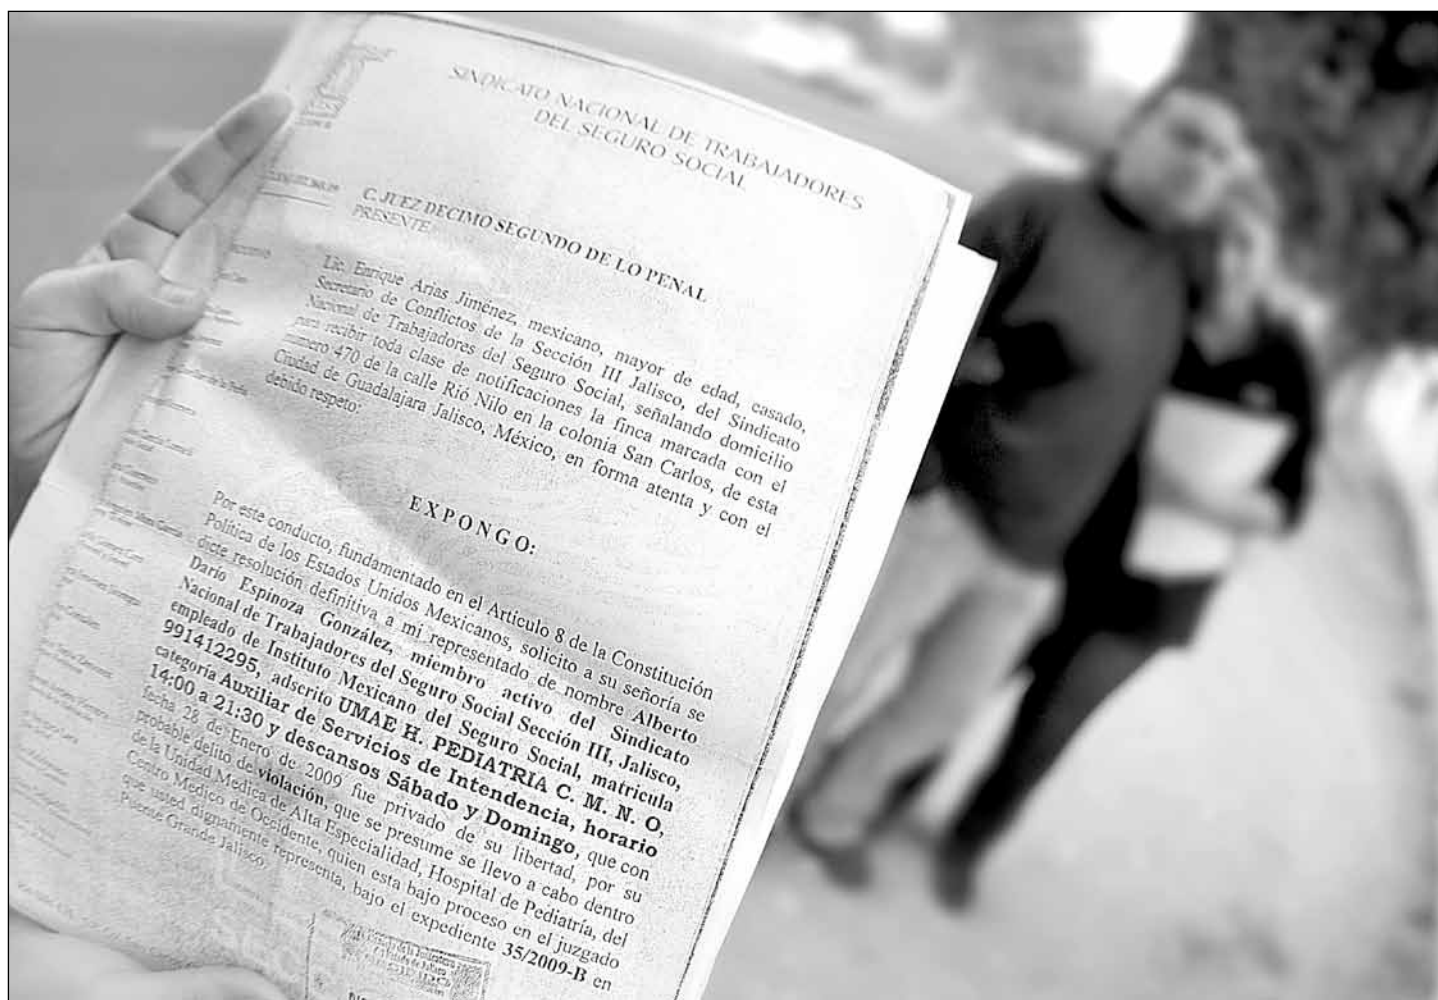 SINDICATO NACIONAL DE TRABAJADORES
DEL SEGURO SOCIAL
C. JUEZ DECIMO SEGUNDO DE LO PENAL
PRESENTE
Lic. Enrique Arias Jiménez, mexicano, mayor de edad, casado,
Secretario de Conflictos de la Sección III Jalisco, del Sindicato
Nacional de Trabajadores del Seguro Social, señalando domicilio
para recibir toda clase de notificaciones la finca marcada con el
número 470 de la calle Rió Nilo en la colonia San Carlos, de esta
Ciudad de Guadalajara Jalisco, México, en forma atenta y con el
debido respeto:
EXPONGO:
Por este conducto, fundamentado en el Artículo 8 de la Constitución
Política de los Estados Unidos Mexicanos, solicito a su señoría se
dicte resolución definitiva a mi representado de nombre Alberto
Darío Espinoza González, miembro activo del Sindicato
Nacional de Trabajadores del Seguro Social Sección III, Jalisco,
empleado de Instituto Mexicano del Seguro Social, matricula
991412295, adscrito UMAE H. PEDIATRIA C. M. N. O,
categoría Auxiliar de Servicios de Intendencia, horario
14:00 a 21:30 y descansos Sábado y Domingo, que con
fecha 28 de Enero de 2009 fue privado de su libertad, por su
probable delito de violación, que se presume se llevo a cabo dentro
de la Unidad Medica de Alta Especialidad, Hospital de Pediatría, del
Centro Medico de Occidente, quien esta bajo proceso en el juzgado
que usted dignamente representa, bajo el expediente 35/2009-B en
Puente Grande Jalisco.